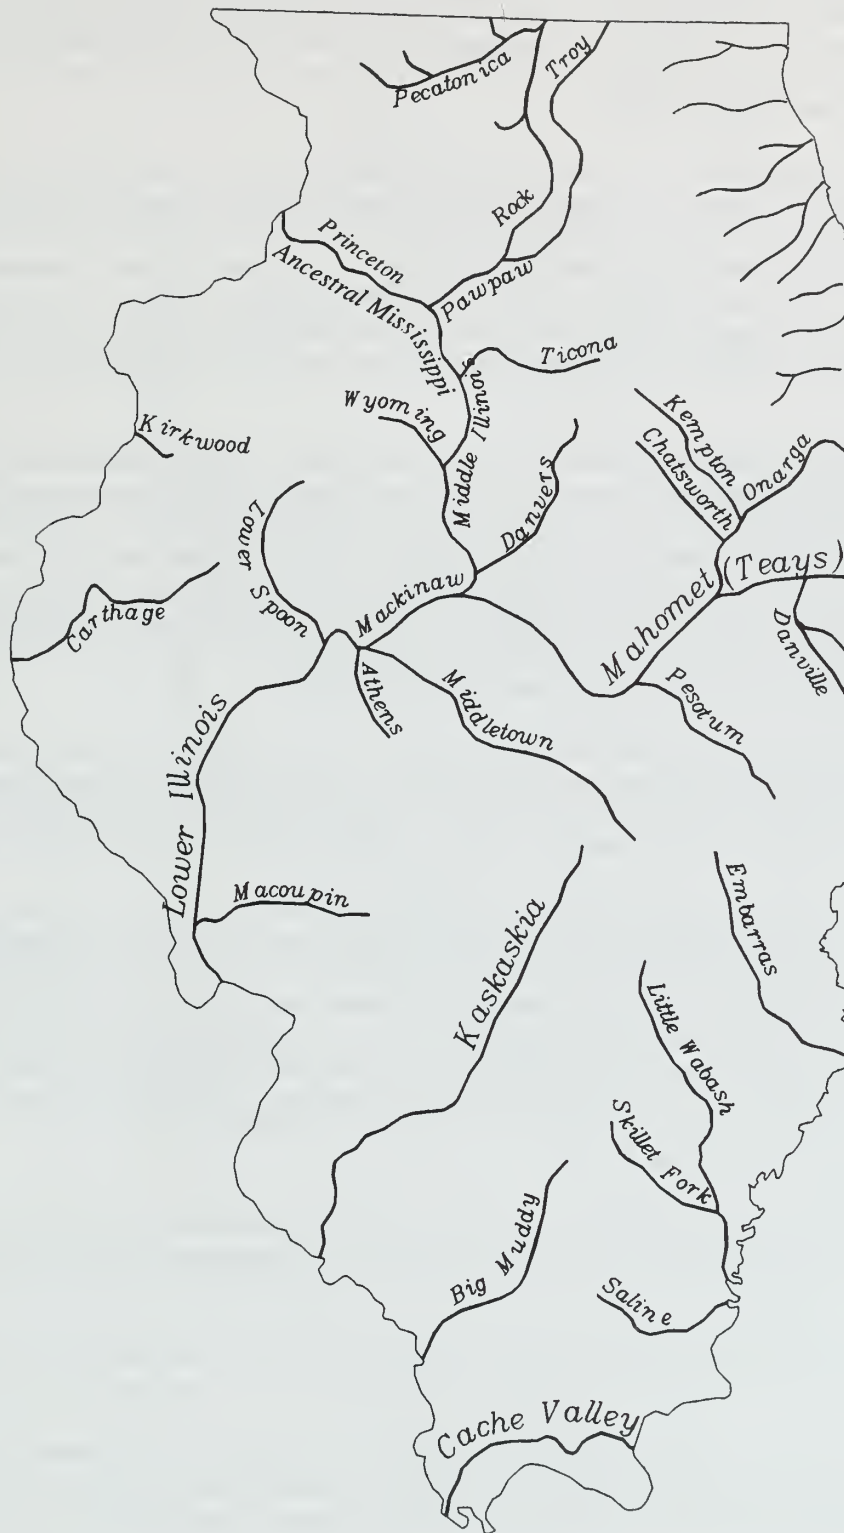 Pecatonica
Troy
Rock
Princeton
Ancestral Mississippi
Pawpaw
Ticona
Wyoming
Middle Illinois
Kirkwood
Kempton
Chatsworth
Onarga
Danvers
Lower Spoon
Mackinaw
Mahomet (Teays)
Carthage
Danville
Athens
Middletown
Pesotum
Lower Illinois
Macoupin
Kaskaskia
Embarras
Little Wabash
Skillet Fork
Big Muddy
Saline
Cache Valley